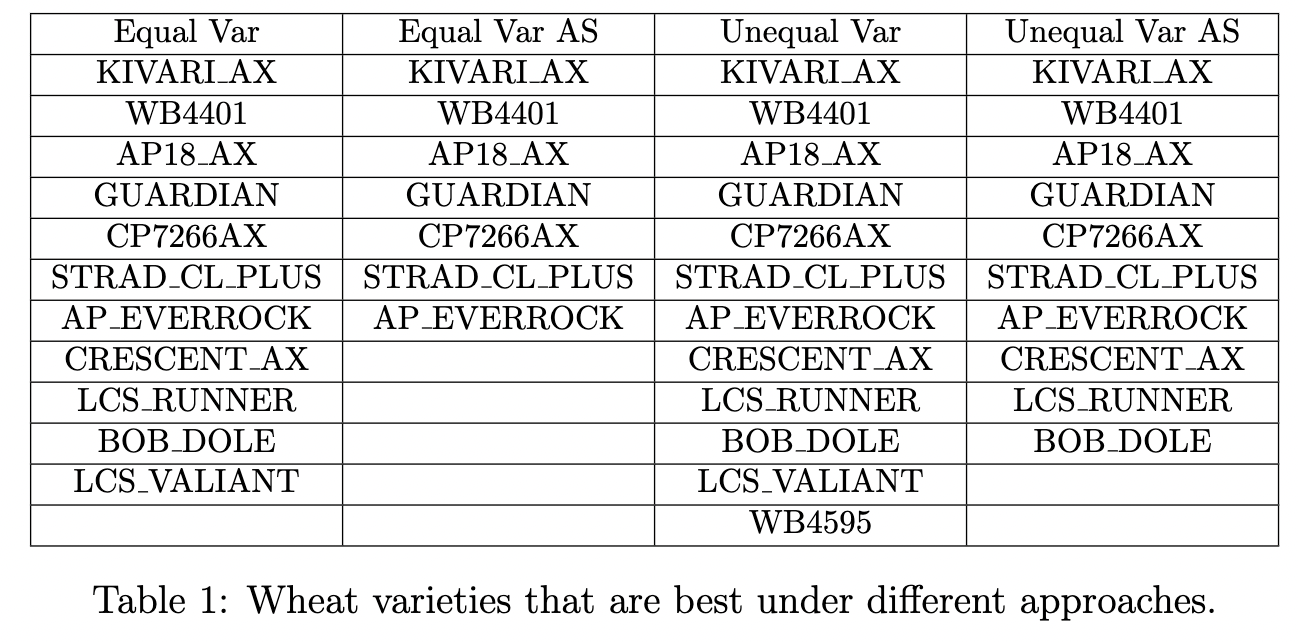 Equal Var Equal Var AS Unequal Var Unequal Var AS
KIVARI_AX KIVARI_AX KIVARI_AX KIVARI_AX
WB4401 WB4401 WB4401 WB4401
AP18_AX AP18_AX AP18_AX AP18_AX
GUARDIAN GUARDIAN GUARDIAN GUARDIAN
CP7266AX CP7266AX CP7266AX CP7266AX
STRAD_CL_PLUS STRAD_CL_PLUS STRAD_CL_PLUS STRAD_CL_PLUS
AP_EVERROCK AP_EVERROCK AP_EVERROCK AP_EVERROCK
CRESCENT_AX CRESCENT_AX CRESCENT_AX
LCS_RUNNER LCS_RUNNER LCS_RUNNER
BOB_DOLE BOB_DOLE BOB_DOLE
LCS_VALIANT LCS_VALIANT
WB4595
Table 1: Wheat varieties that are best under different approaches.